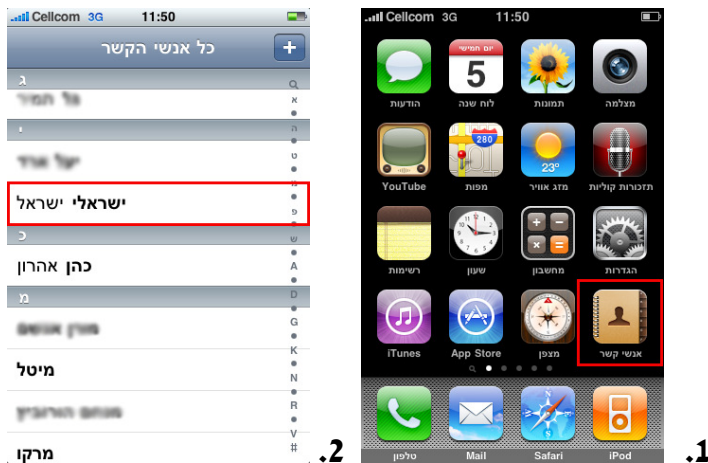 1.
Cellcom 3G 11:50
יום חמישי
5
280
מצלמה תמונות לוח שנה הודעות
23°
תזכורות קוליות מזג אוויר מפות YouTube
הגדרות מחשבון שעון רשימות
אנשי קשר מצפן App Store iTunes
iPod Safari Mail טלפון
2.
Cellcom 3G 11:50
כל אנשי הקשר
+
ג
י
ישראלי ישראל
כ
כהן אהרון
מ
מיטל
מרקו
א
ה
ט
מ
פ
ש
A
D
G
K
N
R
V
#